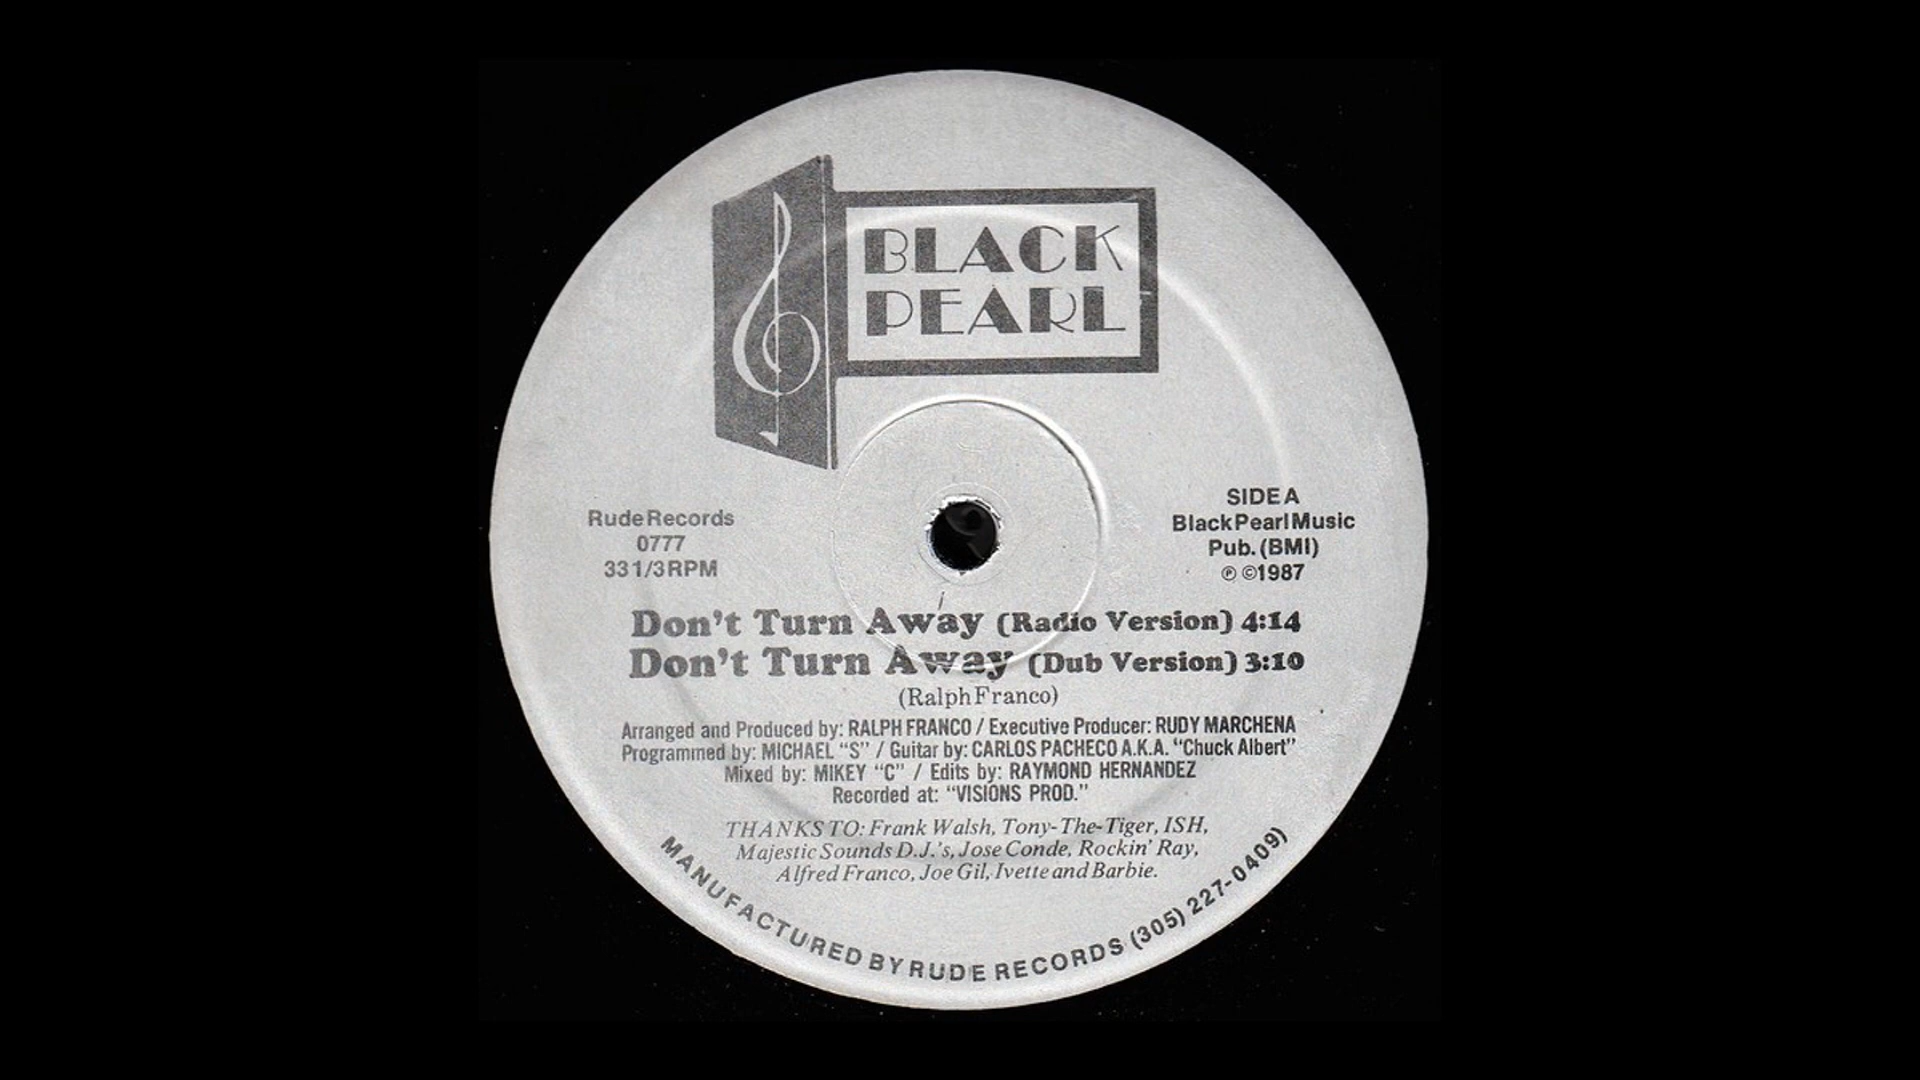 BLACK
PEARL
Rude Records
0777
33 1/3 RPM
SIDE A
Black Pearl Music
Pub. (BMI)
℗ ©1987
Don't Turn Away (Radio Version) 4:14
Don't Turn Away (Dub Version) 3:10
(Ralph Franco)
Arranged and Produced by: RALPH FRANCO / Executive Producer: RUDY MARCHENA
Programmed by: MICHAEL "S" / Guitar by: CARLOS PACHECO A.K.A. "Chuck Albert"
Mixed by: MIKEY "C" / Edits by: RAYMOND HERNANDEZ
Recorded at: "VISIONS PROD."
THANKS TO: Frank Walsh, Tony-The-Tiger, ISH,
Majestic Sounds D.J.'s, Jose Conde, Rockin' Ray,
Alfred Franco, Joe Gil, Ivette and Barbie.
MANUFACTURED BY RUDE RECORDS (305) 227-0409)